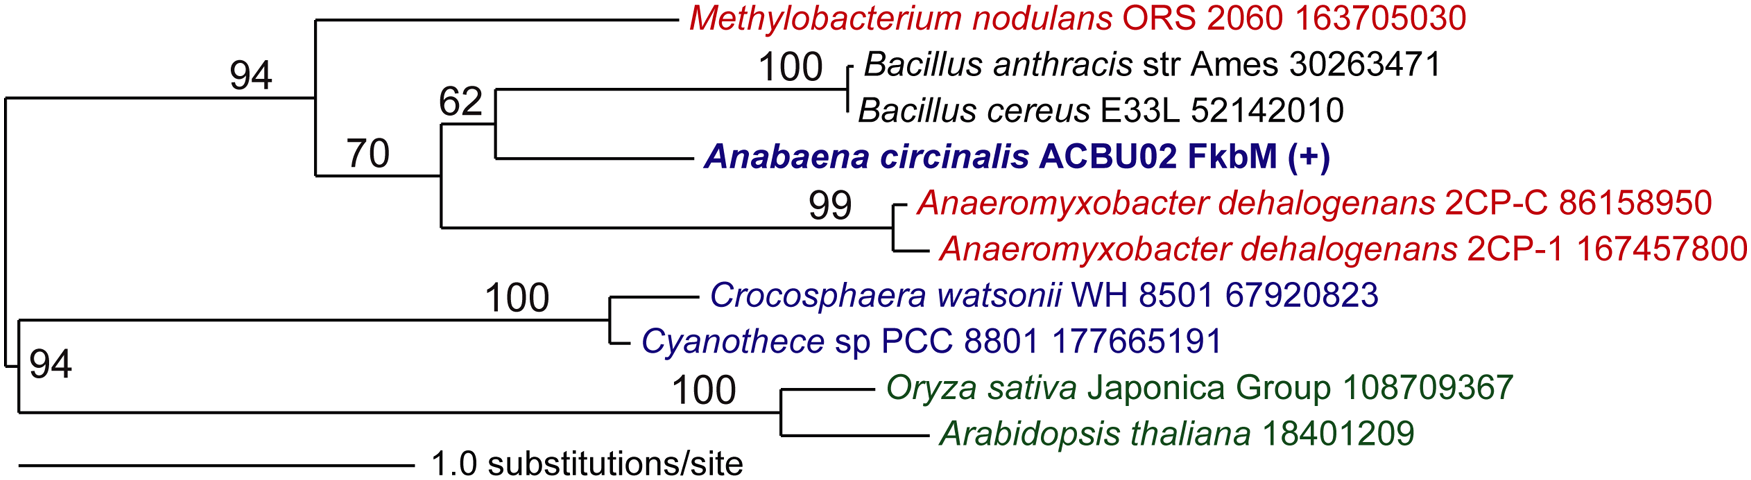 Methylobacterium nodulans ORS 2060 163705030
94
100 Bacillus anthracis str Ames 30263471
62
Bacillus cereus E33L 52142010
70
Anabaena circinalis ACBU02 FkbM (+)
99 Anaeromyxobacter dehalogenans 2CP-C 86158950
Anaeromyxobacter dehalogenans 2CP-1 167457800
100 Crocosphaera watsonii WH 8501 67920823
Cyanothece sp PCC 8801 177665191
94
100 Oryza sativa Japonica Group 108709367
Arabidopsis thaliana 18401209
1.0 substitutions/site